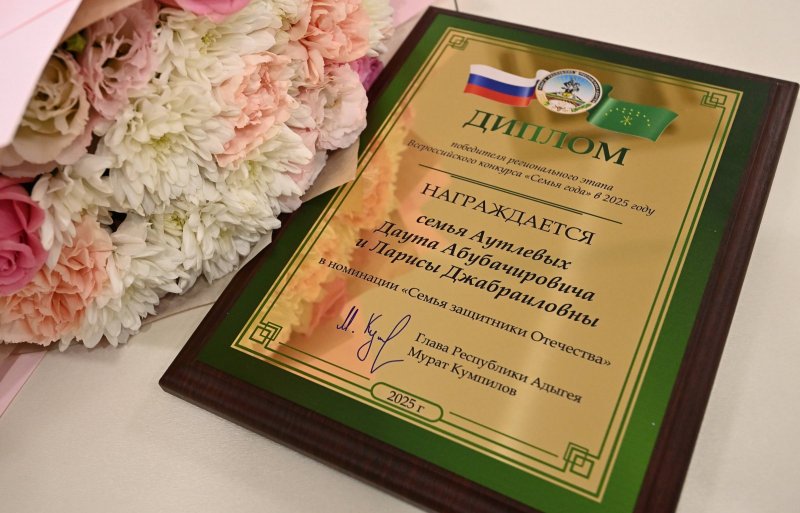 ДИПЛОМ
победителя регионального этапа
Всероссийского конкурса «Семья года» в 2025 году
НАГРАЖДАЕТСЯ
семья Аутлевых
Даута Абубачировича
и Ларисы Джабраиловны
в номинации «Семья защитники Отечества»
Глава Республики Адыгея
Мурат Кумпилов
2025 г.